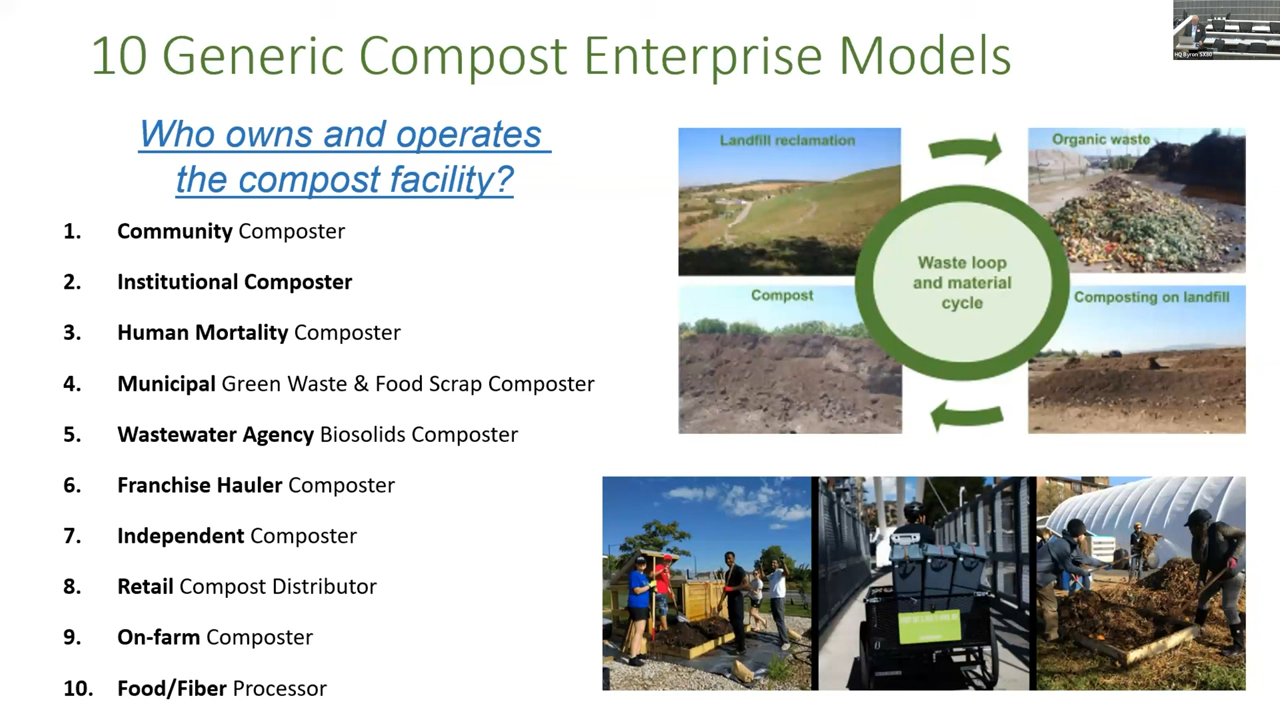 10 Generic Compost Enterprise Models
HQ Byron SX80
Who owns and operates
the compost facility?
1. Community Composter
2. Institutional Composter
3. Human Mortality Composter
4. Municipal Green Waste & Food Scrap Composter
5. Wastewater Agency Biosolids Composter
6. Franchise Hauler Composter
7. Independent Composter
8. Retail Compost Distributor
9. On-farm Composter
10. Food/Fiber Processor
Landfill reclamation
Organic waste
Waste loop
and material
cycle
Compost
Composting on landfill